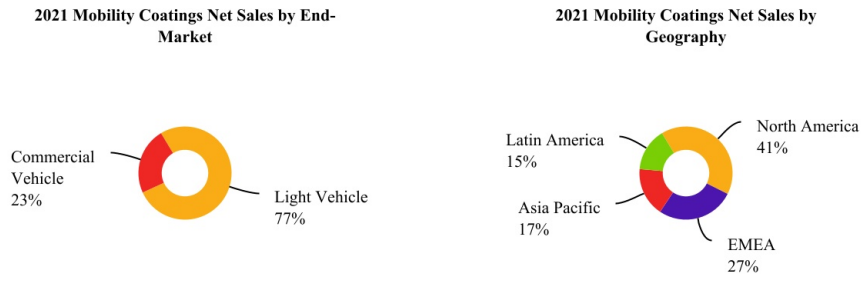 2021 Mobility Coatings Net Sales by End-
Market
Commercial
Vehicle
23%
Light Vehicle
77%
2021 Mobility Coatings Net Sales by
Geography
North America
41%
Latin America
15%
Asia Pacific
17%
EMEA
27%